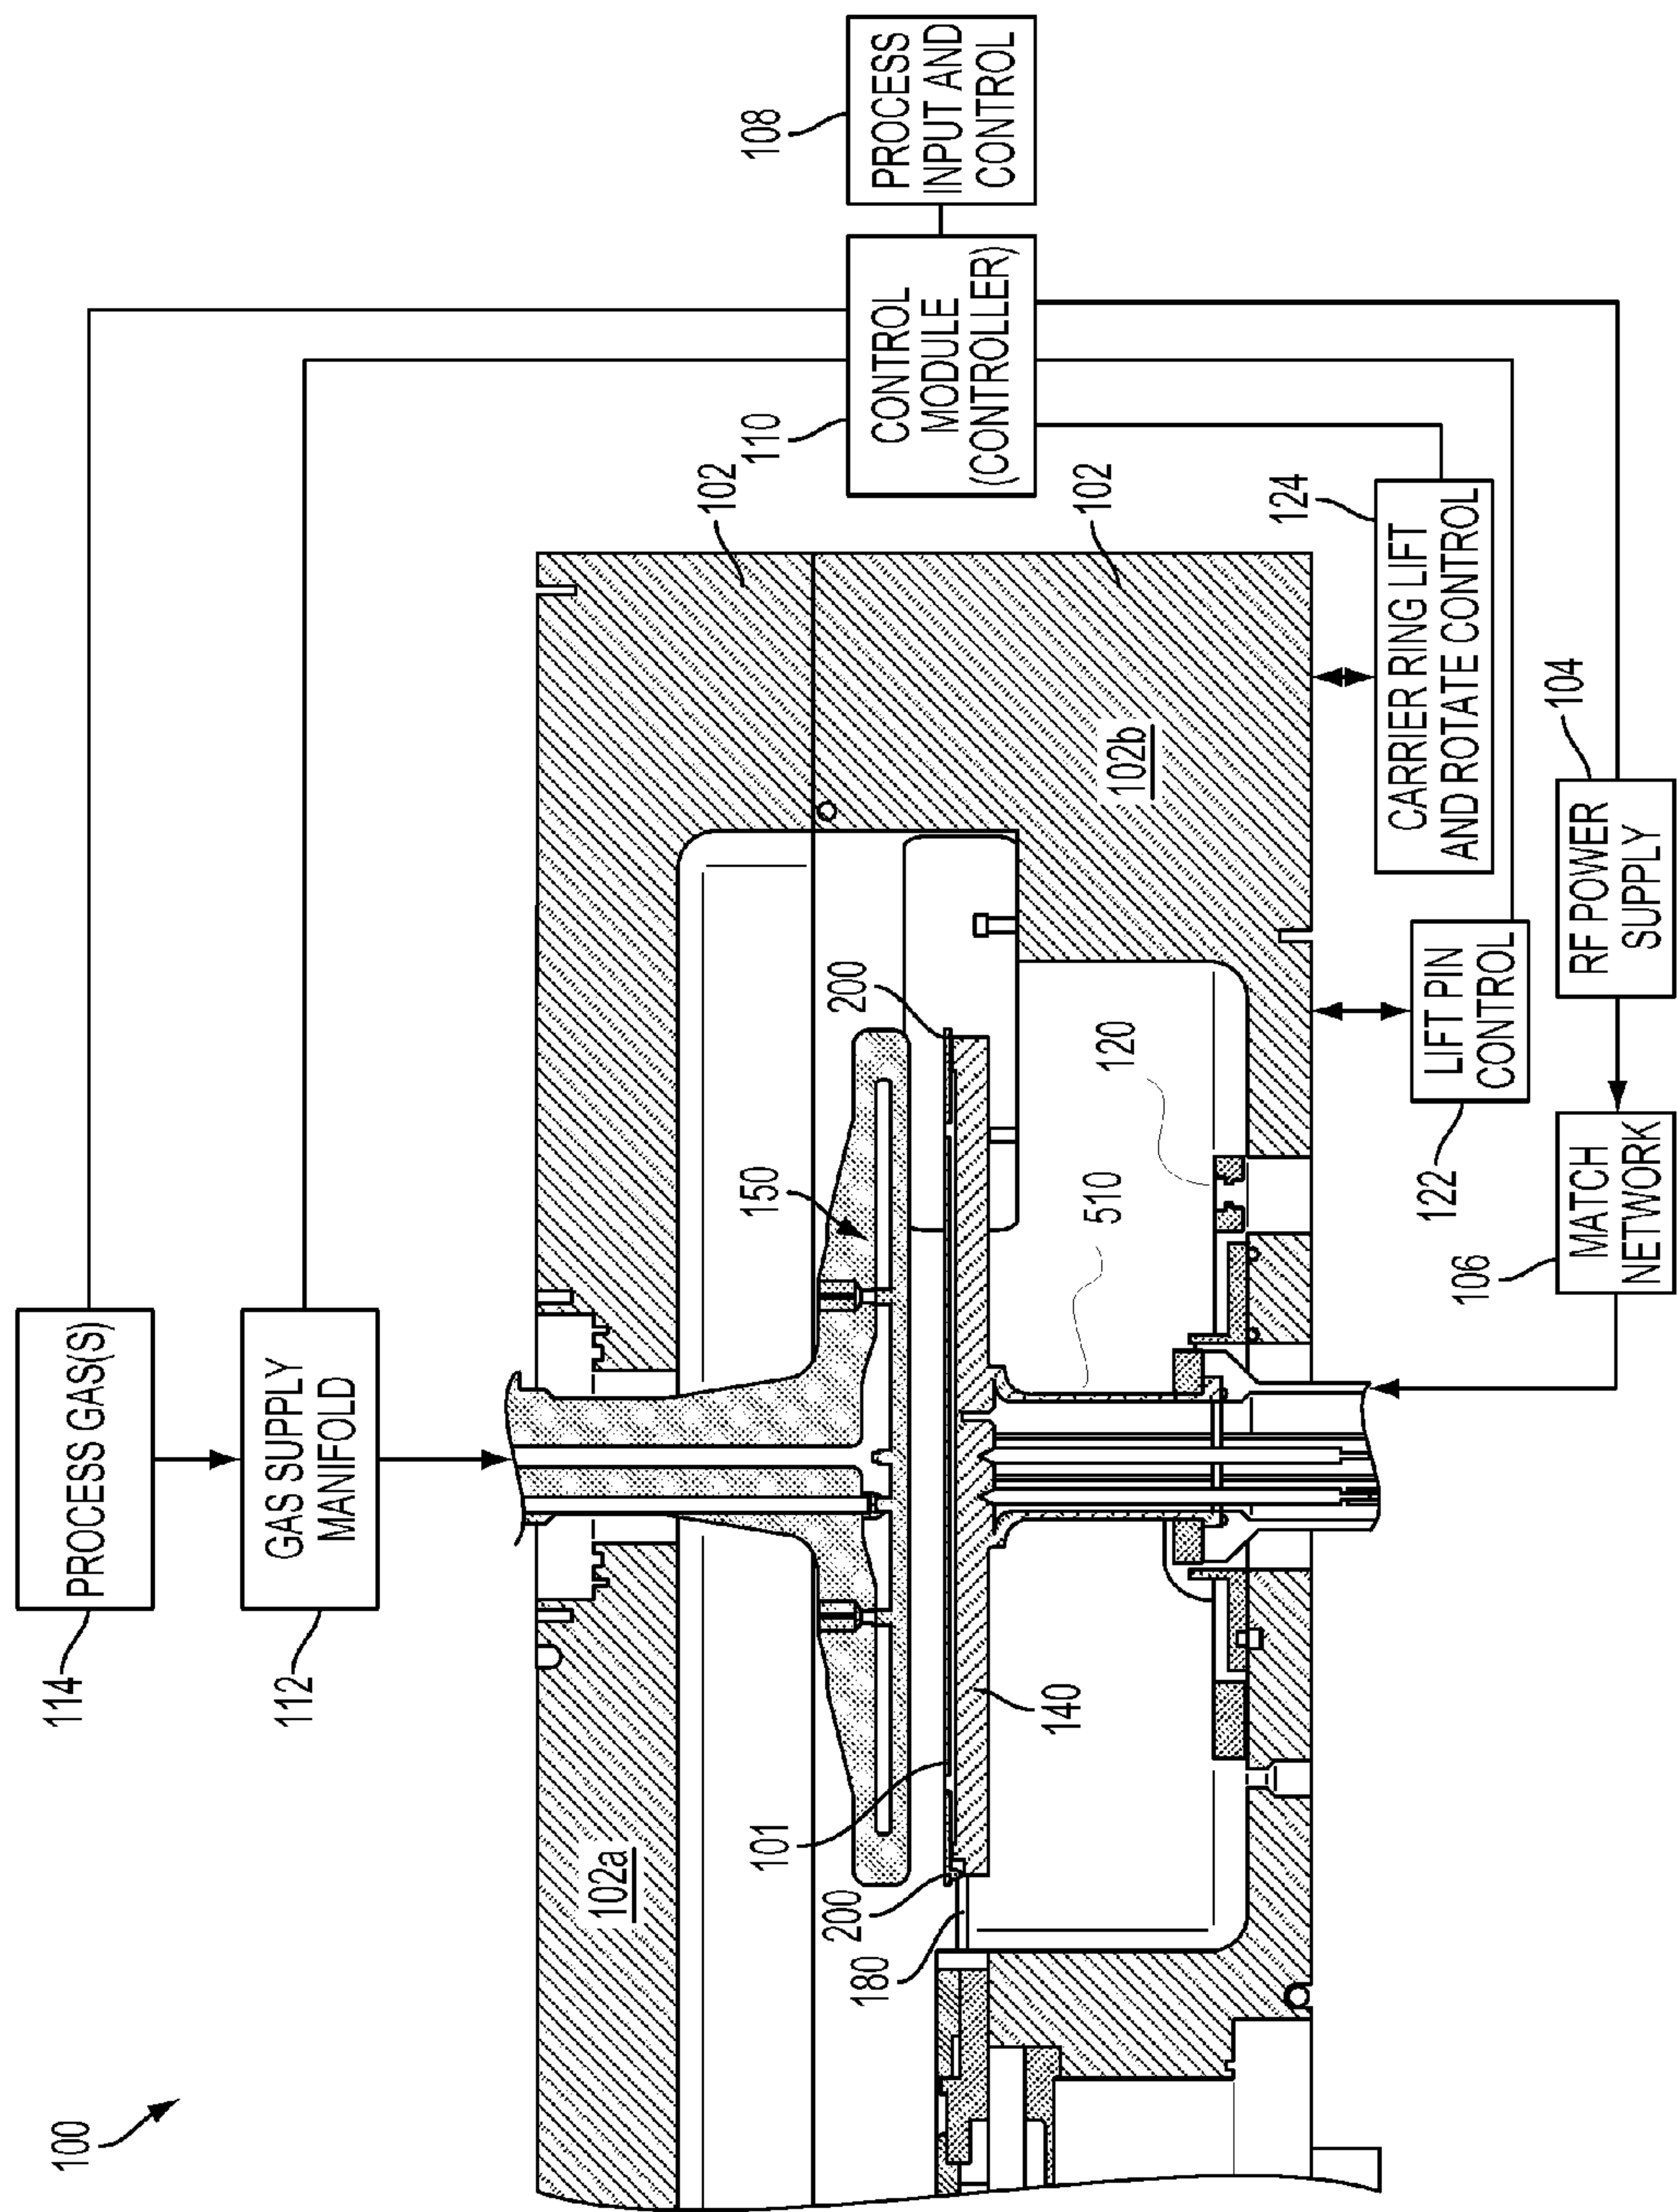 100
114
PROCESS GAS(S)
112
GAS SUPPLY
MANIFOLD
108
PROCESS
INPUT AND
CONTROL
110
CONTROL
MODULE
(CONTROLLER)
102
102a
102
102b
150
200
101
200
180
140
510
120
124
CARRIER RING LIFT
AND ROTATE CONTROL
122
LIFT PIN
CONTROL
104
RF POWER
SUPPLY
106
MATCH
NETWORK